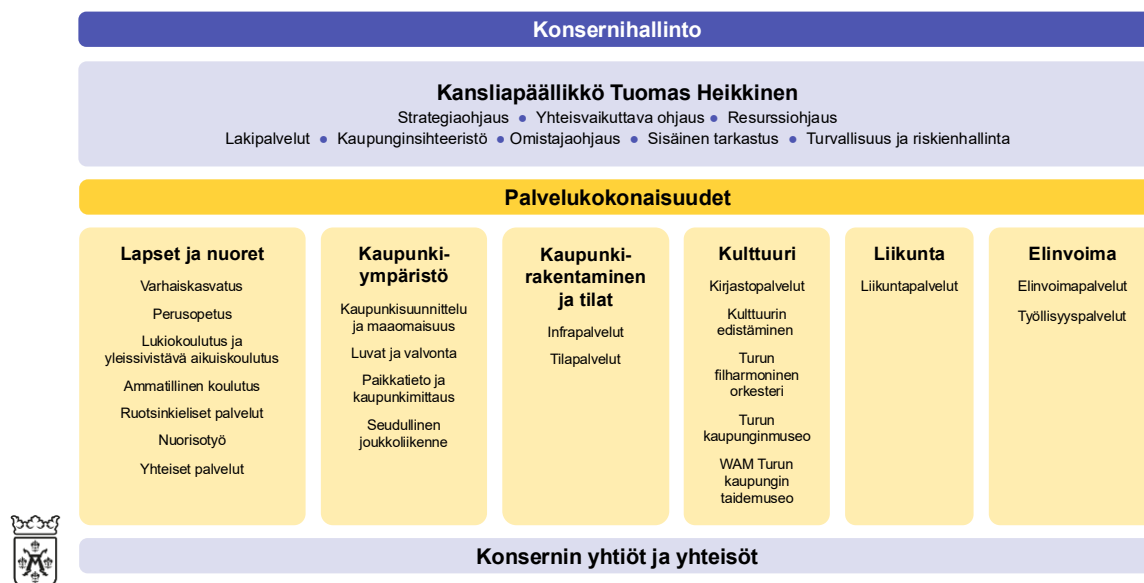 Konsernihallinto
Kansliapäällikkö Tuomas Heikkinen
Strategiaohjaus ● Yhteisvaikuttava ohjaus ● Resurssiohjaus
Lakipalvelut ● Kaupunginsihteeristö ● Omistajaohjaus ● Sisäinen tarkastus ● Turvallisuus ja riskienhallinta
Palvelukokonaisuudet
Lapset ja nuoret
Varhaiskasvatus
Perusopetus
Lukiokoulutus ja
yleissivistävä aikuiskoulutus
Ammatillinen koulutus
Ruotsinkieliset palvelut
Nuorisotyö
Yhteiset palvelut
Kaupunki-
ympäristö
Kaupunkisuunnittelu
ja maaomaisuus
Luvat ja valvonta
Paikkatieto ja
kaupunkimittaus
Seudullinen
joukkoliikenne
Kaupunki-
rakentaminen
ja tilat
Infrapalvelut
Tilapalvelut
Kulttuuri
Kirjastopalvelut
Kulttuurin
edistäminen
Turun
filharmoninen
orkesteri
Turun
kaupunginmuseo
WAM Turun
kaupungin
taidemuseo
Liikunta
Liikuntapalvelut
Elinvoima
Elinvoimapalvelut
Työllisyyspalvelut
Konsernin yhtiöt ja yhteisöt